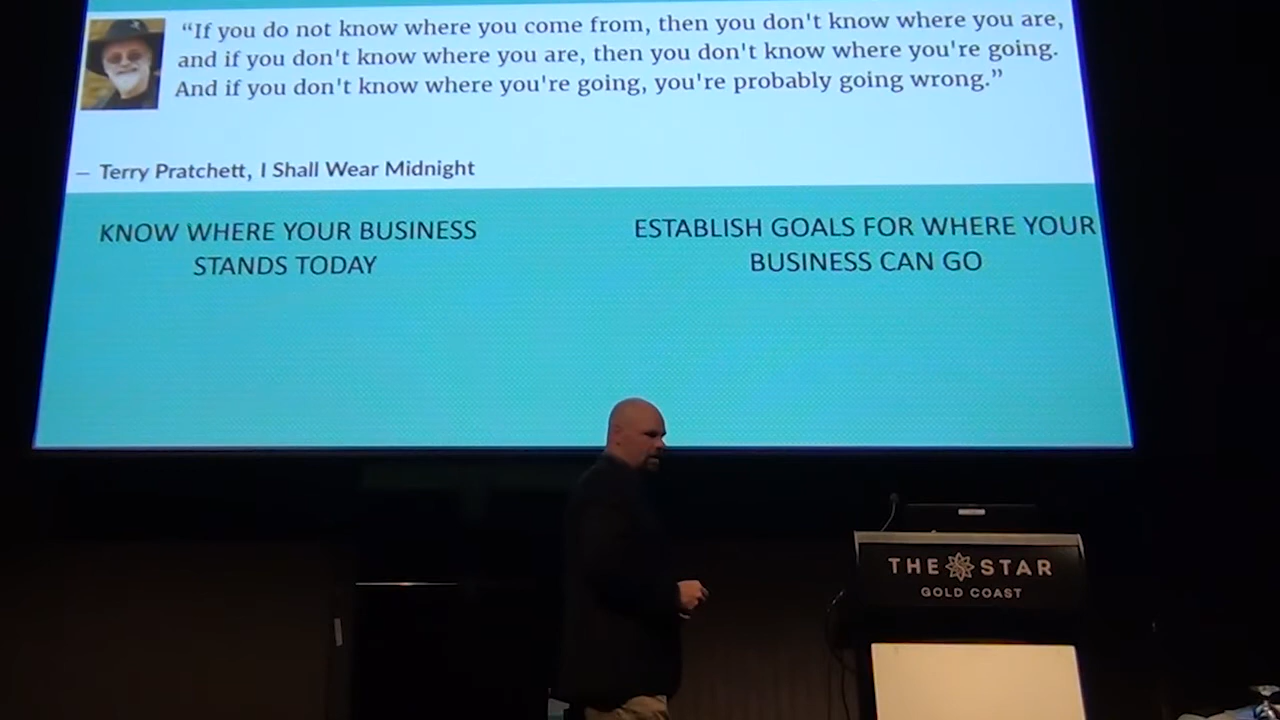 “If you do not know where you come from, then you don't know where you are,
and if you don't know where you are, then you don't know where you're going.
And if you don't know where you're going, you're probably going wrong.”
― Terry Pratchett, I Shall Wear Midnight
KNOW WHERE YOUR BUSINESS
STANDS TODAY
ESTABLISH GOALS FOR WHERE YOUR
BUSINESS CAN GO
THE STAR
GOLD COAST